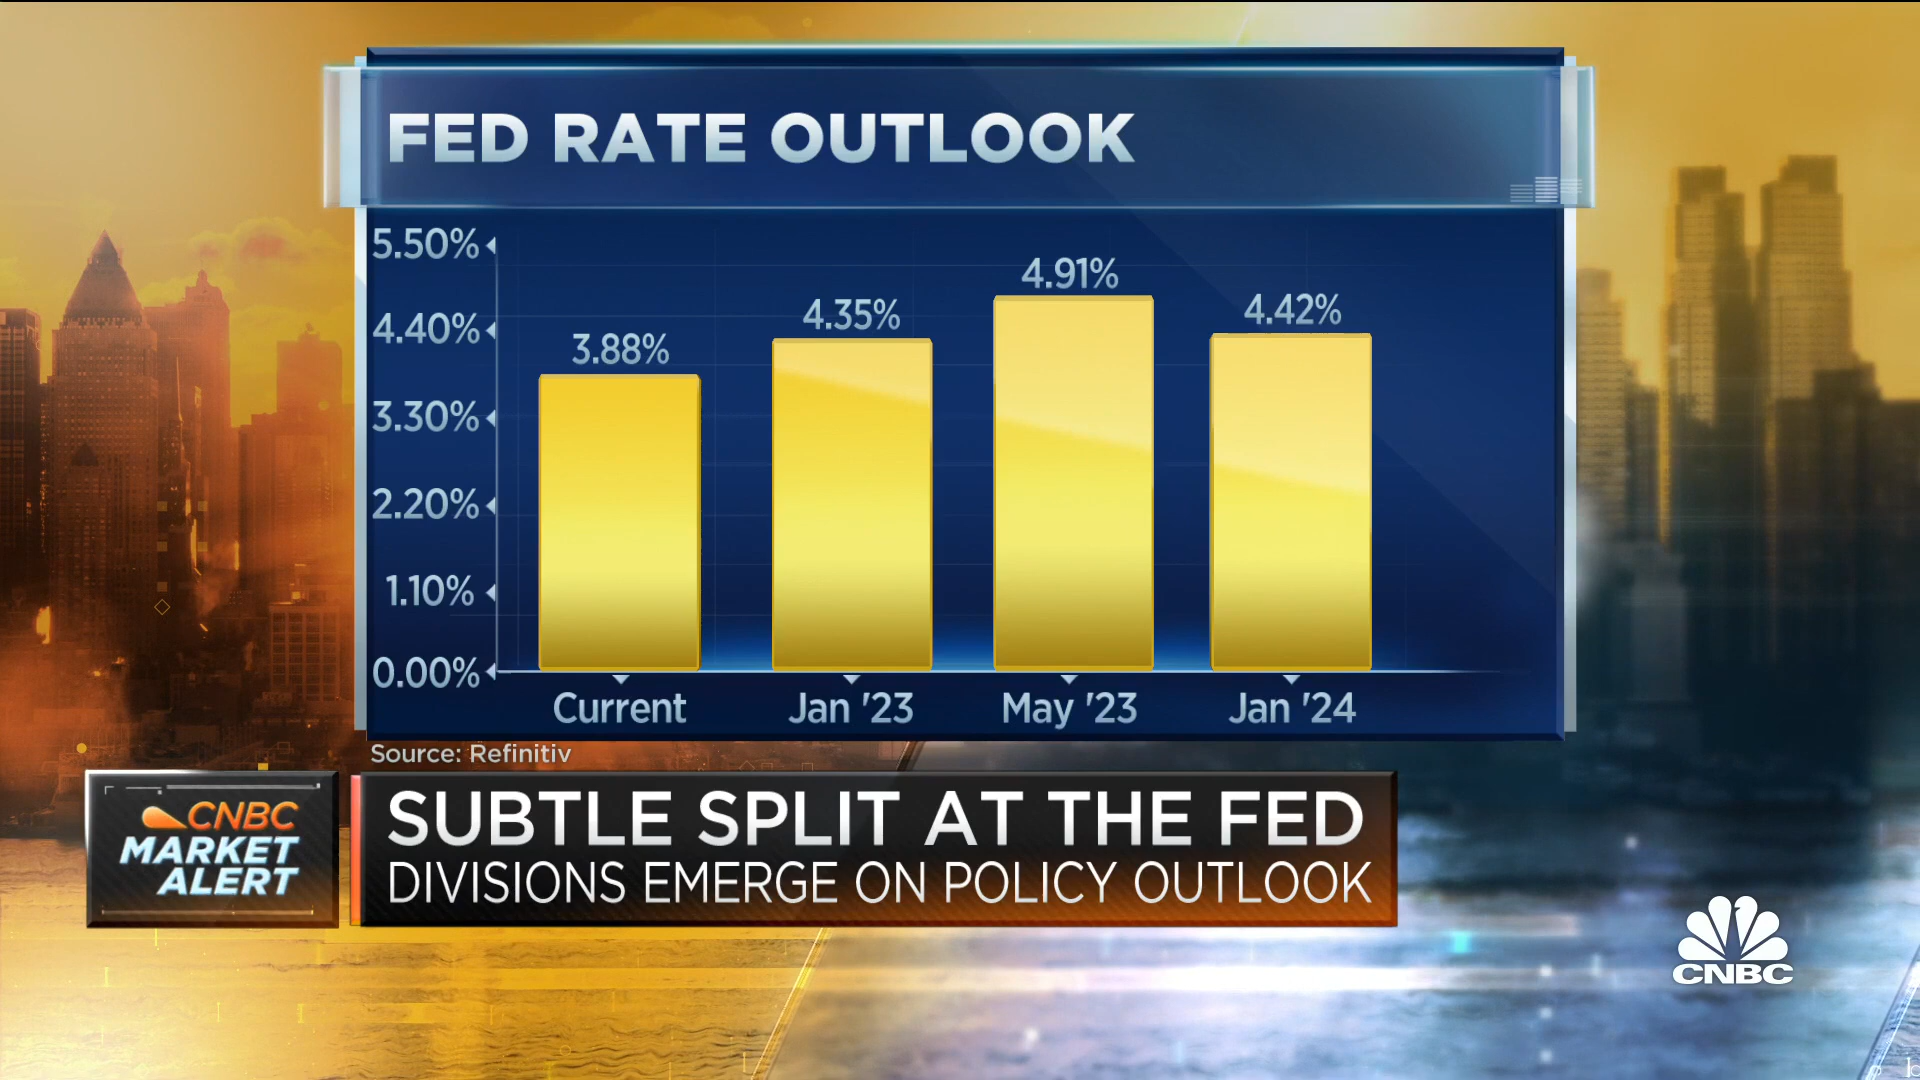 FED RATE OUTLOOK
5.50%
4.40%
3.30%
2.20%
1.10%
0.00%
3.88%
4.35%
4.91%
4.42%
Current
Jan '23
May '23
Jan '24
Source: Refinitiv
CNBC
MARKET
ALERT
SUBTLE SPLIT AT THE FED
DIVISIONS EMERGE ON POLICY OUTLOOK
CNBC